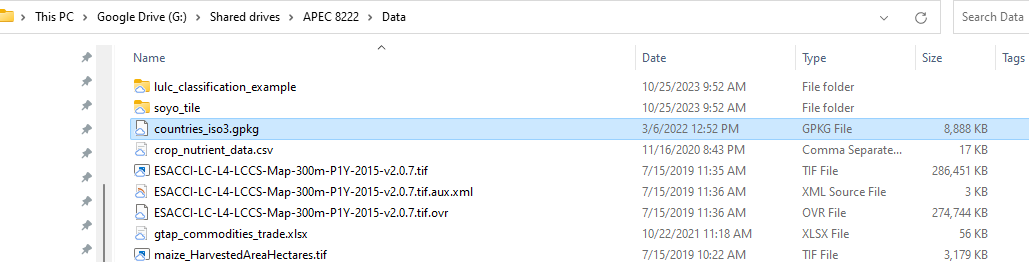 This PC > Google Drive (G:) > Shared drives > APEC 8222 > Data Search Data
Name Date Type Size Tags
lulc_classification_example 10/25/2023 9:52 AM File folder
soyo_tile 10/25/2023 9:52 AM File folder
countries_iso3.gpkg 3/6/2022 12:52 PM GPKG File 8,888 KB
crop_nutrient_data.csv 11/16/2020 8:43 PM Comma Separate... 17 KB
ESACCI-LC-L4-LCCS-Map-300m-P1Y-2015-v2.0.7.tif 7/15/2019 11:35 AM TIF File 286,451 KB
ESACCI-LC-L4-LCCS-Map-300m-P1Y-2015-v2.0.7.tif.aux.xml 7/15/2019 11:36 AM XML Source File 3 KB
ESACCI-LC-L4-LCCS-Map-300m-P1Y-2015-v2.0.7.tif.ovr 7/15/2019 11:36 AM OVR File 274,744 KB
gtap_commodities_trade.xlsx 10/22/2021 11:18 AM XLSX File 56 KB
maize_HarvestedAreaHectares.tif 7/15/2019 10:22 AM TIF File 3,179 KB